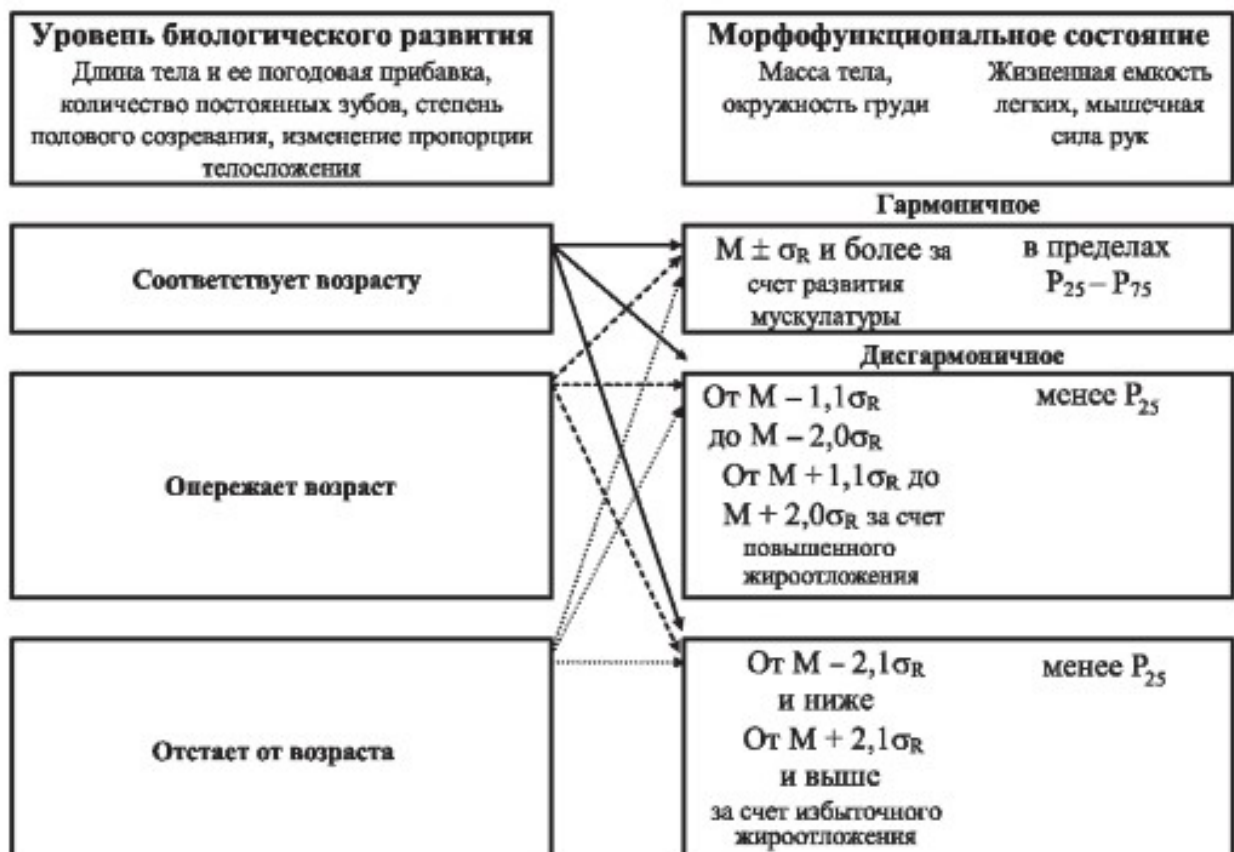 Уровень биологического развития
Длина тела и ее погодовая прибавка,
количество постоянных зубов, степень
полового созревания, изменение пропорции
телосложения
Морфофункциональное состояние
Масса тела,
окружность груди
Жизненная емкость
легких, мышечная
сила рук
Соответствует возрасту
Гармоничное
M ± σR и более за
счет развития
мускулатуры
в пределах
P25 – P75
Опережает возраст
Дисгармоничное
От M – 1,1σR
до M – 2,0σR
От M + 1,1σR до
M + 2,0σR за счет
повышенного
жироотложения
менее P25
Отстает от возраста
От M – 2,1σR
и ниже
От M + 2,1σR
и выше
за счет избыточного
жироотложения
менее P25